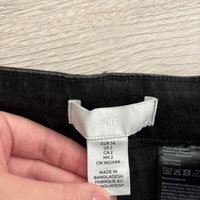 H&M
EUR 34
US 2
CA 2
MX 2
CN 160/64A
MADE IN
BANGLADESH
FABRIQUÉ AU
BANGLADESH